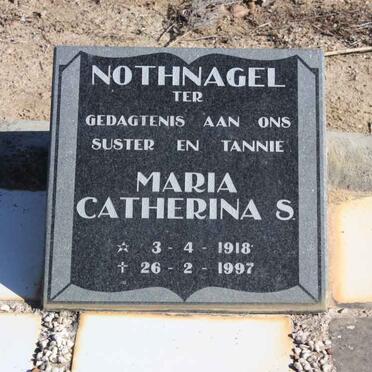 NOTHNAGEL
TER
GEDAGTENIS AAN ONS
SUSTER EN TANNIE
MARIA
CATHERINA S.
☆ 3 - 4 - 1918
† 26 - 2 - 1997